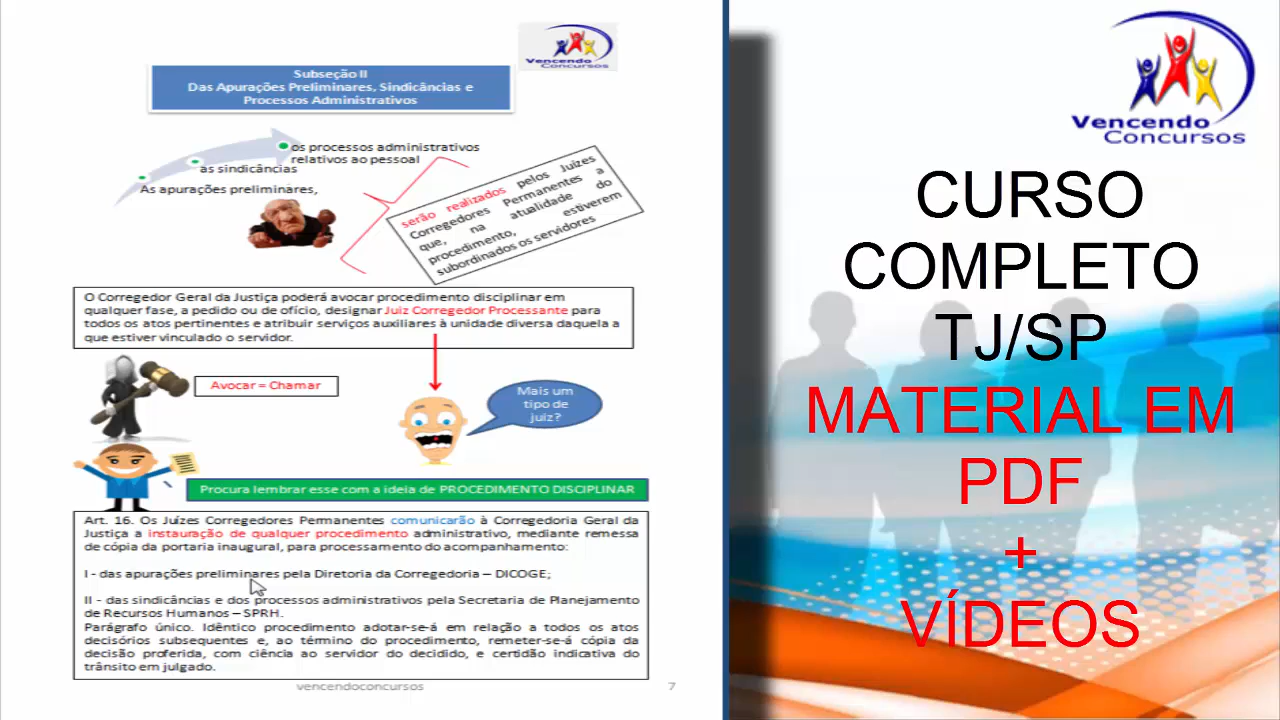 Vencendo
Concursos
Subseção II
Das Apurações Preliminares, Sindicâncias e
Processos Administrativos
os processos administrativos
relativos ao pessoal
as sindicâncias
As apurações preliminares,
serão realizados pelos Juízes
Corregedores Permanentes a
que, na atualidade do
procedimento, estiverem
subordinados os servidores
O Corregedor Geral da Justiça poderá avocar procedimento disciplinar em
qualquer fase, a pedido ou de ofício, designar Juiz Corregedor Processante para
todos os atos pertinentes e atribuir serviços auxiliares à unidade diversa daquela a
que estiver vinculado o servidor.
Avocar = Chamar
Mais um
tipo de
juiz?
Procura lembrar esse com a ideia de PROCEDIMENTO DISCIPLINAR
Art. 16. Os Juízes Corregedores Permanentes comunicarão à Corregedoria Geral da
Justiça a instauração de qualquer procedimento administrativo, mediante remessa
de cópia da portaria inaugural, para processamento do acompanhamento:
I - das apurações preliminares pela Diretoria da Corregedoria – DICOGE;
II - das sindicâncias e dos processos administrativos pela Secretaria de Planejamento
de Recursos Humanos – SPRH.
Parágrafo único. Idêntico procedimento adotar-se-á em relação a todos os atos
decisórios subsequentes e, ao término do procedimento, remeter-se-á cópia da
decisão proferida, com ciência ao servidor do decidido, e certidão indicativa do
trânsito em julgado.
vencendoconcursos
7
Vencendo
Concursos
CURSO
COMPLETO
TJ/SP
MATERIAL EM
PDF
+
VÍDEOS